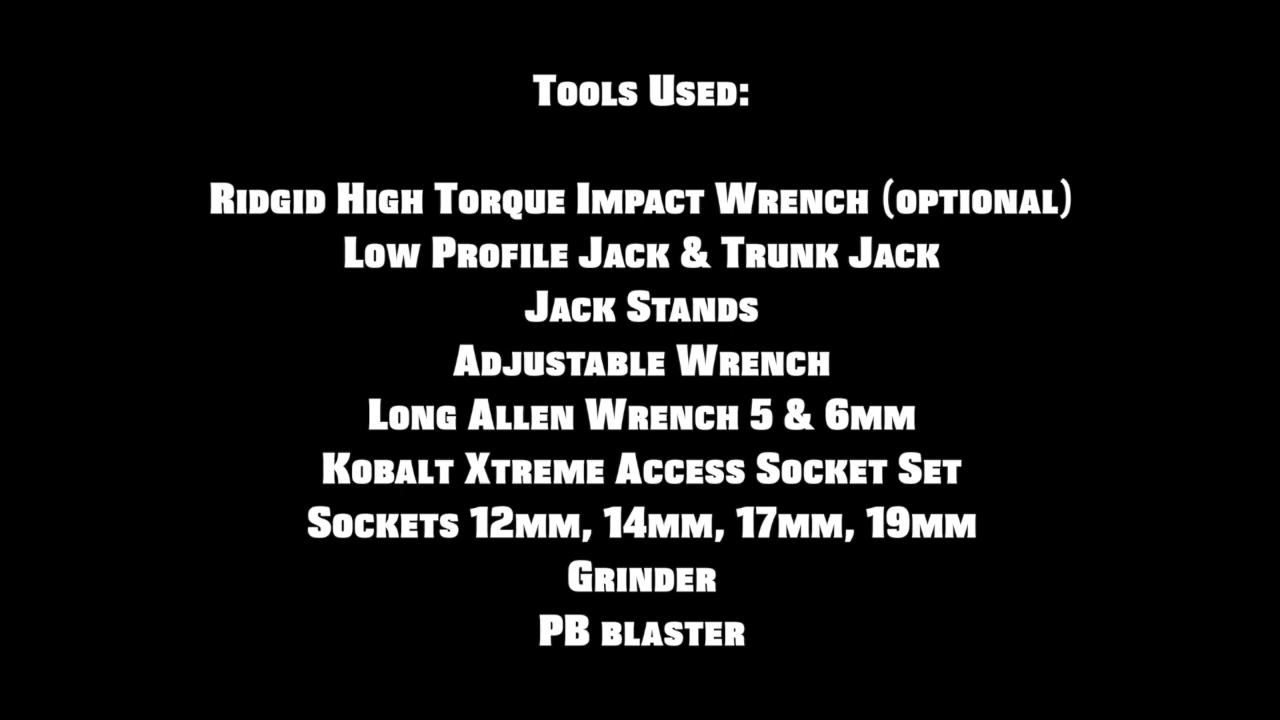 Tools Used:
Ridgid High Torque Impact Wrench (optional)
Low Profile Jack & Trunk Jack
Jack Stands
Adjustable Wrench
Long Allen Wrench 5 & 6mm
Kobalt Xtreme Access Socket Set
Sockets 12mm, 14mm, 17mm, 19mm
Grinder
PB blaster